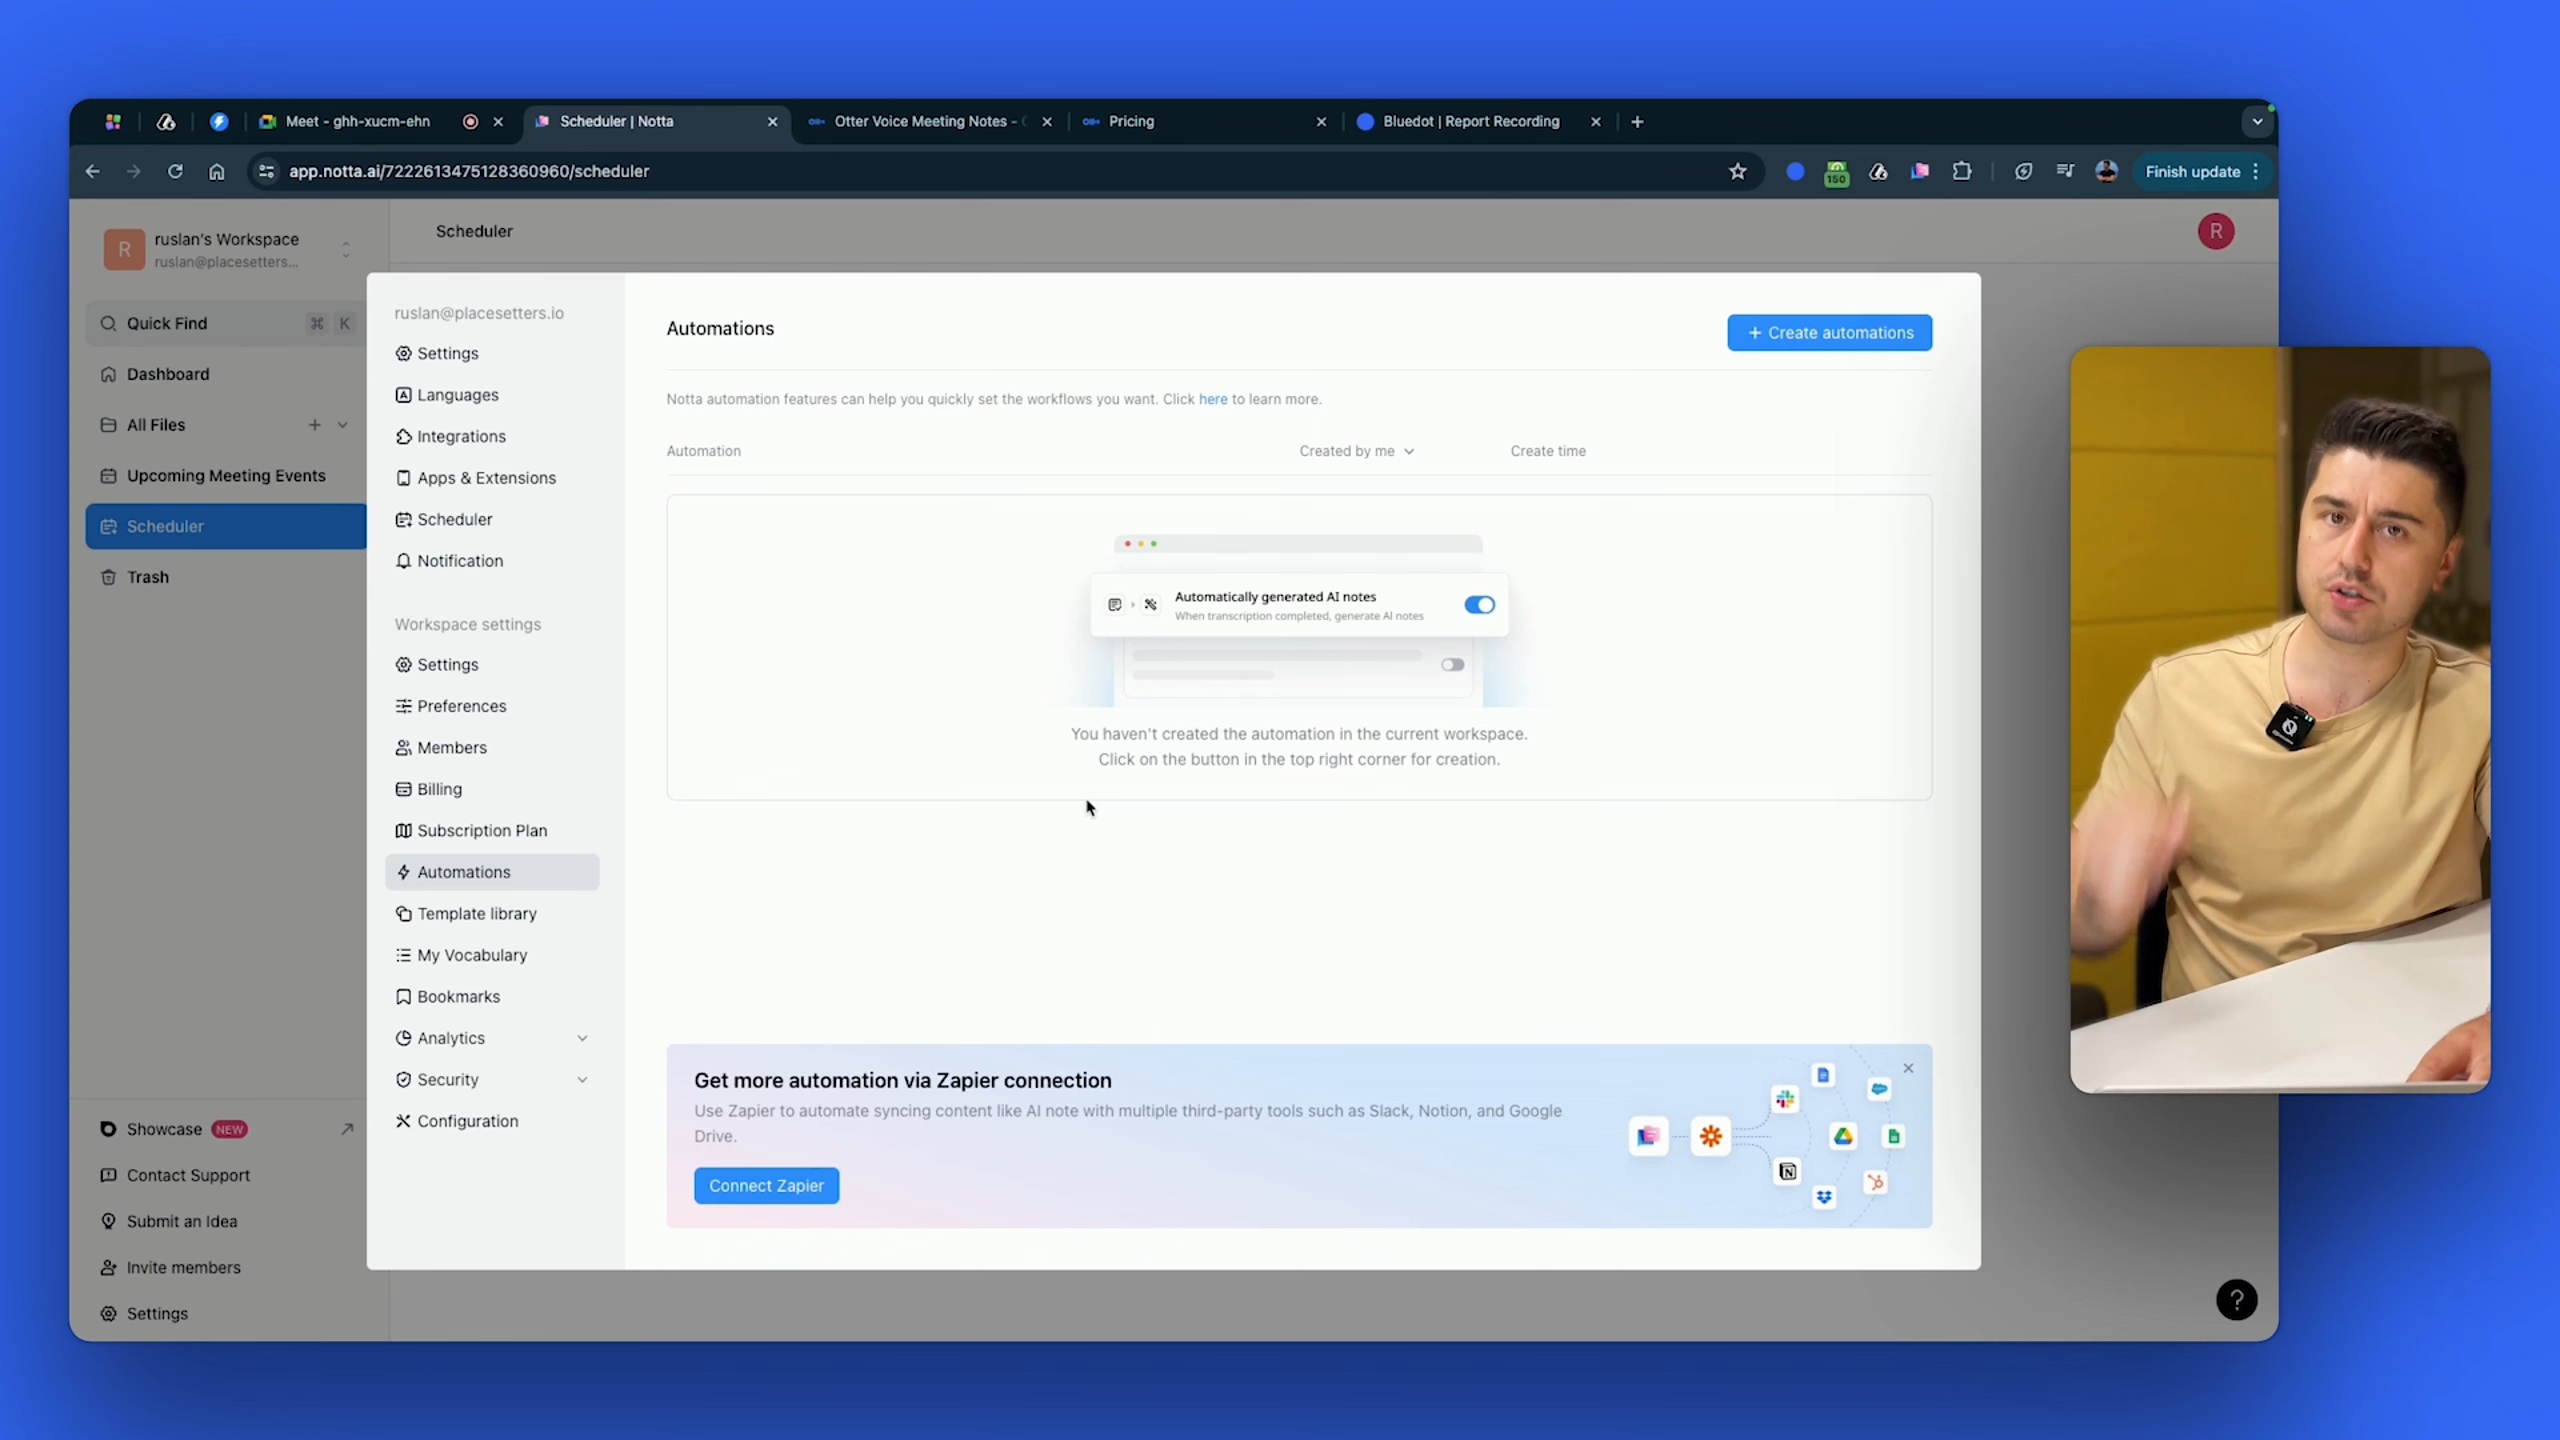 Meet - ghh-xucm-ehn
Scheduler | Notta
Otter Voice Meeting Notes -
Pricing
Bluedot | Report Recording
app.notta.ai/7222613475128360960/scheduler
150
Finish update
R
ruslan's Workspace
ruslan@placesetters...
Quick Find
⌘ K
Dashboard
All Files
Upcoming Meeting Events
Scheduler
Trash
Showcase NEW
Contact Support
Submit an Idea
Invite members
Settings
Scheduler
R
ruslan@placesetters.io
Settings
Languages
Integrations
Apps & Extensions
Scheduler
Notification
Workspace settings
Settings
Preferences
Members
Billing
Subscription Plan
Automations
Template library
My Vocabulary
Bookmarks
Analytics
Security
Configuration
Automations
+ Create automations
Notta automation features can help you quickly set the workflows you want. Click here to learn more.
Automation
Created by me
Create time
Automatically generated AI notes
When transcription completed, generate AI notes
You haven't created the automation in the current workspace.
Click on the button in the top right corner for creation.
Get more automation via Zapier connection
Use Zapier to automate syncing content like AI note with multiple third-party tools such as Slack, Notion, and Google
Drive.
Connect Zapier
?